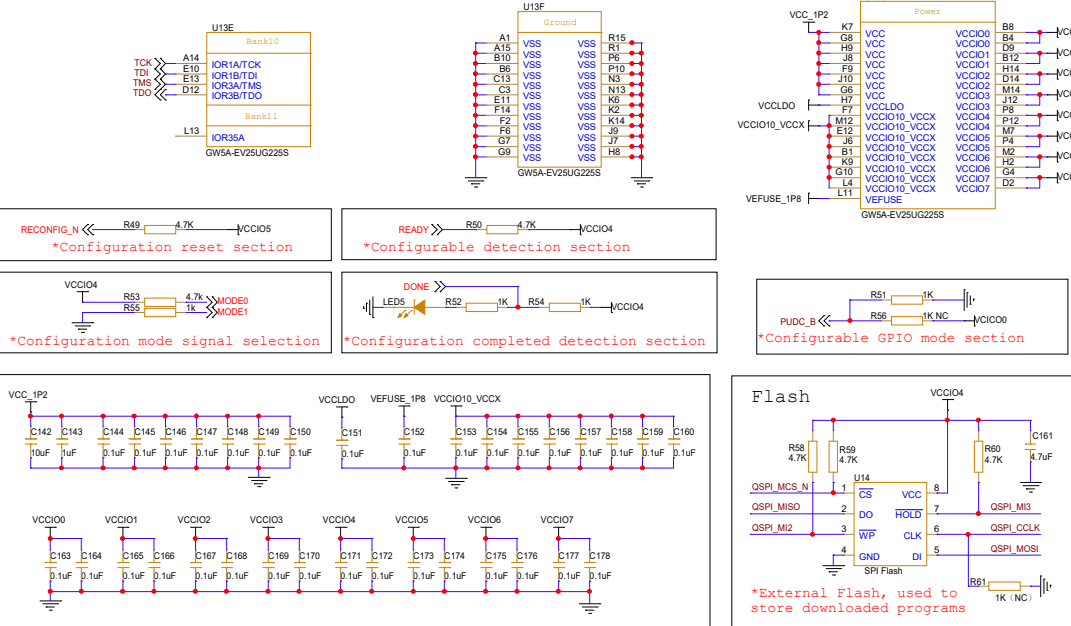 U13E
Bank10
TCK A14 IOR1A/TCK
TDI E10 IOR1B/TDI
TMS E13 IOR3A/TMS
TDO D12 IOR3B/TDO
Bank11
L13 IOR35A
GW5A-EV25UG225S
U13F
Ground
A1 VSS VSS R15
A15 VSS VSS R1
B10 VSS VSS P6
B6 VSS VSS P10
C13 VSS VSS N3
C3 VSS VSS N13
E11 VSS VSS K6
F14 VSS VSS K2
F2 VSS VSS K14
F6 VSS VSS J9
G7 VSS VSS J7
G9 VSS VSS H8
GW5A-EV25UG225S
Power
VCC_1P2
K7 VCC VCCIO0 B8
G8 VCC VCCIO0 B4
H9 VCC VCCIO1 D9
J8 VCC VCCIO1 B12
F9 VCC VCCIO2 H14
J10 VCC VCCIO2 D14
G6 VCC VCCIO3 M14
VCCLDO H7 VCCLDO VCCIO3 J12
F7 VCCIO10_VCCX VCCIO4 P8
VCCIO10_VCCX M12 VCCIO10_VCCX VCCIO4 P12
E12 VCCIO10_VCCX VCCIO5 M7
J6 VCCIO10_VCCX VCCIO5 P4
B1 VCCIO10_VCCX VCCIO6 M2
K9 VCCIO10_VCCX VCCIO6 H2
G10 VCCIO10_VCCX VCCIO7 G4
L4 VCCIO10_VCCX VCCIO7 D2
VEFUSE_1P8 L11 VEFUSE
GW5A-EV25UG225S
RECONFIG_N R49 4.7K VCCIO5
*Configuration reset section
READY R50 4.7K VCCIO4
*Configurable detection section
VCCIO4
R53 4.7k MODE0
R55 1k MODE1
*Configuration mode signal selection
DONE
LED5 R52 1K R54 1K VCCIO4
*Configuration completed detection section
R51 1K
PUDC_B R56 1K NC VCICO0
*Configurable GPIO mode section
VCC_1P2
C142 C143 C144 C145 C146 C147 C148 C149 C150
10uF 1uF 0.1uF 0.1uF 0.1uF 0.1uF 0.1uF 0.1uF 0.1uF
VCCLDO VEFUSE_1P8 VCCIO10_VCCX
C151 C152 C153 C154 C155 C156 C157 C158 C159 C160
0.1uF 0.1uF 0.1uF 0.1uF 0.1uF 0.1uF 0.1uF 0.1uF 0.1uF 0.1uF
VCCIO0 VCCIO1 VCCIO2 VCCIO3 VCCIO4 VCCIO5 VCCIO6 VCCIO7
C163 C164 C165 C166 C167 C168 C169 C170 C171 C172 C173 C174 C175 C176 C177 C178
0.1uF 0.1uF 0.1uF 0.1uF 0.1uF 0.1uF 0.1uF 0.1uF 0.1uF 0.1uF 0.1uF 0.1uF 0.1uF 0.1uF 0.1uF 0.1uF
Flash
VCCIO4
R58 4.7K
R59 4.7K
R60 4.7K
C161 4.7uF
U14
QSPI_MCS_N 1 CS VCC 8
QSPI_MISO 2 DO HOLD 7 QSPI_MI3
QSPI_MI2 3 WP CLK 6 QSPI_CCLK
4 GND DI 5 QSPI_MOSI
SPI Flash
R61 1K（NC）
*External Flash, used to
store downloaded programs